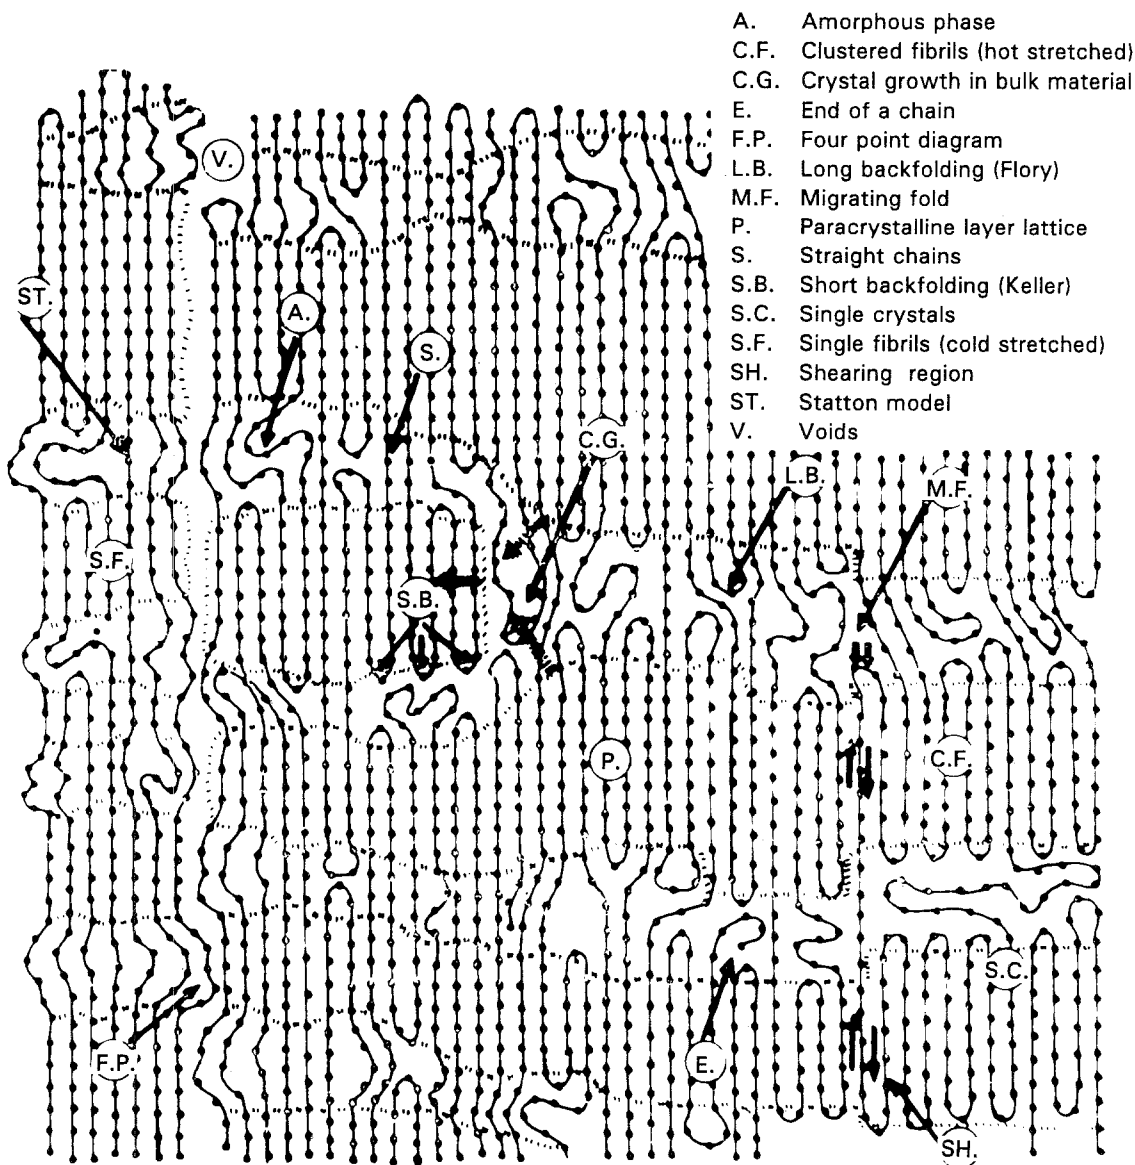 A. Amorphous phase
C.F. Clustered fibrils (hot stretched)
C.G. Crystal growth in bulk material
E. End of a chain
F.P. Four point diagram
L.B. Long backfolding (Flory)
M.F. Migrating fold
P. Paracrystalline layer lattice
S. Straight chains
S.B. Short backfolding (Keller)
S.C. Single crystals
S.F. Single fibrils (cold stretched)
SH. Shearing region
ST. Statton model
V. Voids
V.
ST.
A.
S.
C.G.
L.B.
M.F.
S.F.
S.B.
P.
C.F.
S.C.
F.P.
E.
SH.